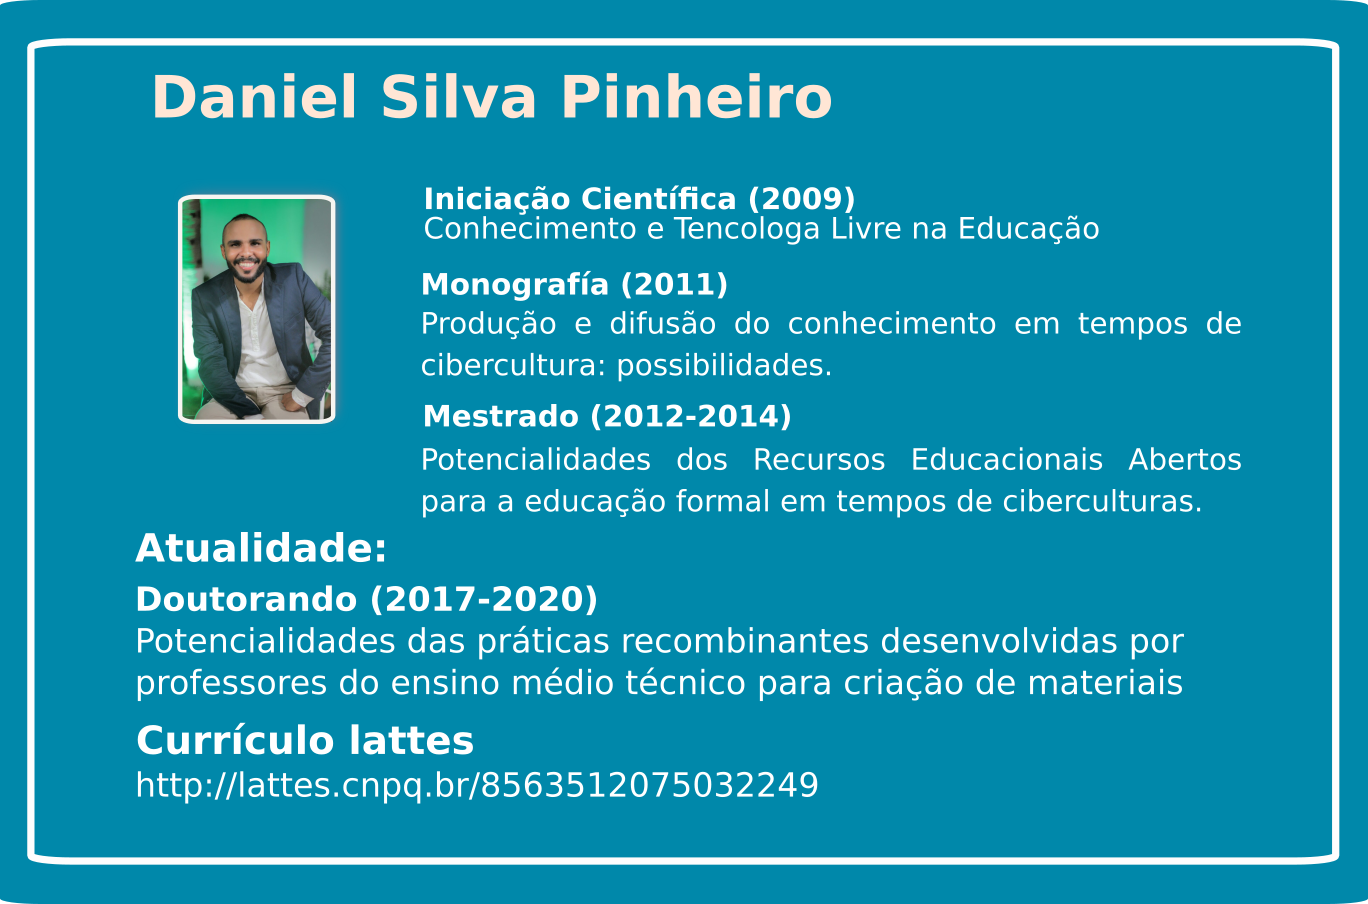 Daniel Silva Pinheiro
Iniciação Científica (2009)
Conhecimento e Tencologa Livre na Educação
Monografía (2011)
Produção e difusão do conhecimento em tempos de
cibercultura: possibilidades.
Mestrado (2012-2014)
Potencialidades dos Recursos Educacionais Abertos
para a educação formal em tempos de ciberculturas.
Atualidade:
Doutorando (2017-2020)
Potencialidades das práticas recombinantes desenvolvidas por
professores do ensino médio técnico para criação de materiais
Currículo lattes
http://lattes.cnpq.br/8563512075032249